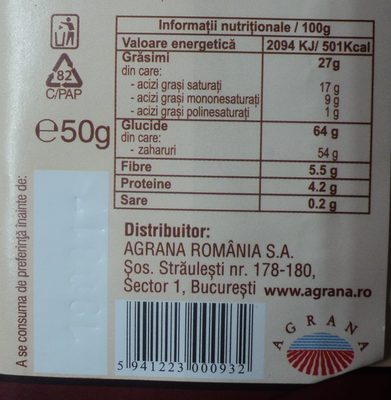 Informații nutriționale / 100g
Valoare energetică 2094 KJ/ 501Kcal
Grăsimi 27g
din care:
- acizi grași saturați 17 g
- acizi grași mononesaturați 9 g
- acizi grași polinesaturați 1 g
Glucide 64 g
din care:
- zaharuri 54 g
Fibre 5.5 g
Proteine 4.2 g
Sare 0.2 g
82
C/PAP
e50g
A se consuma de preferință înainte de:
Distribuitor:
AGRANA ROMÂNIA S.A.
Șos. Străulești nr. 178-180,
Sector 1, București www.agrana.ro
5 941223 000932
AGRANA